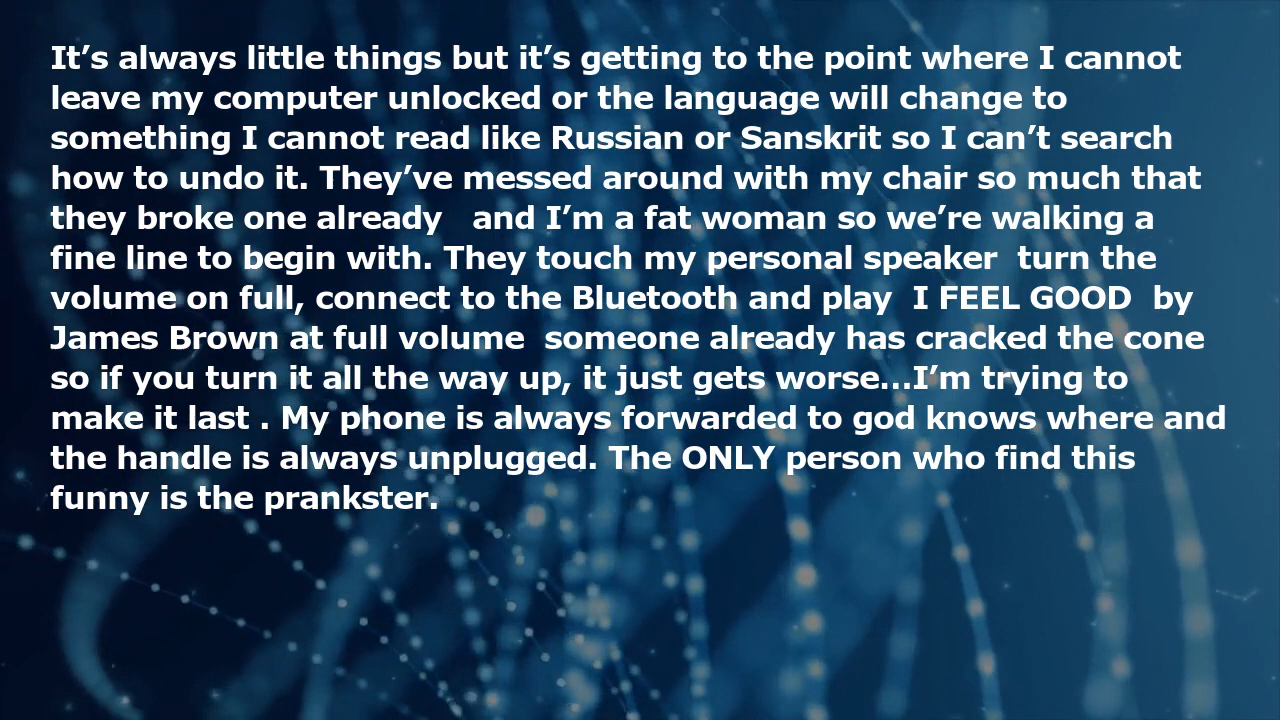 It’s always little things but it’s getting to the point where I cannot
leave my computer unlocked or the language will change to
something I cannot read like Russian or Sanskrit so I can’t search
how to undo it. They’ve messed around with my chair so much that
they broke one already   and I’m a fat woman so we’re walking a
fine line to begin with. They touch my personal speaker  turn the
volume on full, connect to the Bluetooth and play  I FEEL GOOD  by
James Brown at full volume  someone already has cracked the cone
so if you turn it all the way up, it just gets worse…I’m trying to
make it last . My phone is always forwarded to god knows where and
the handle is always unplugged. The ONLY person who find this
funny is the prankster.